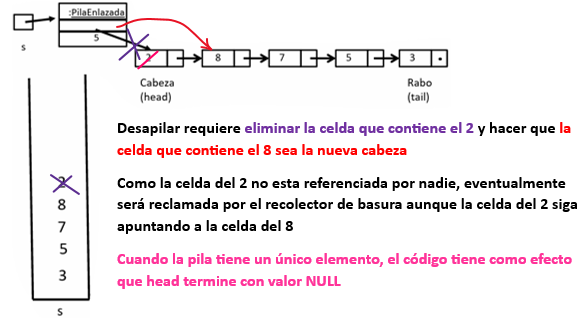 :PilaEnlazada
s
5
2 8 7 5 3
Cabeza Rabo
(head) (tail)
Desapilar requiere eliminar la celda que contiene el 2 y hacer que la
celda que contiene el 8 sea la nueva cabeza
Como la celda del 2 no esta referenciada por nadie, eventualmente
será reclamada por el recolector de basura aunque la celda del 2 siga
apuntando a la celda del 8
Cuando la pila tiene un único elemento, el código tiene como efecto
que head termine con valor NULL
2
8
7
5
3
s